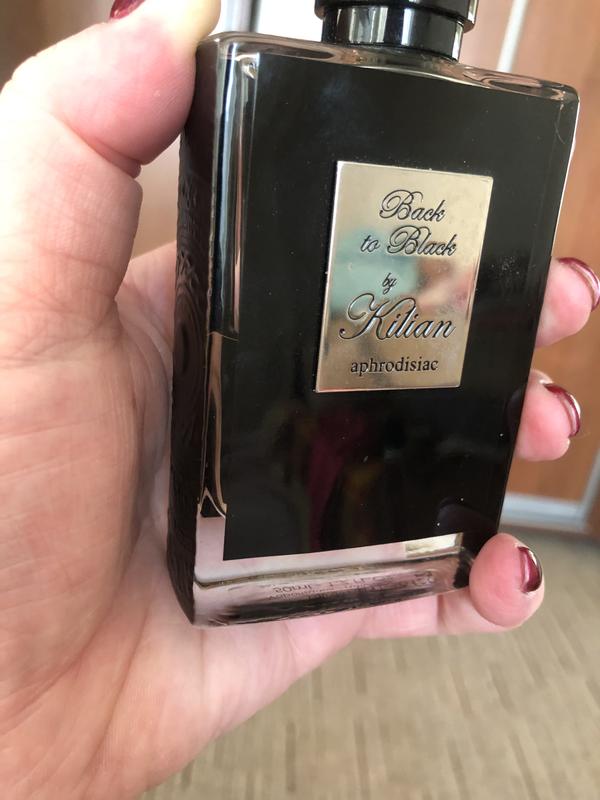 Back
to Black
by
Kilian
aphrodisiac